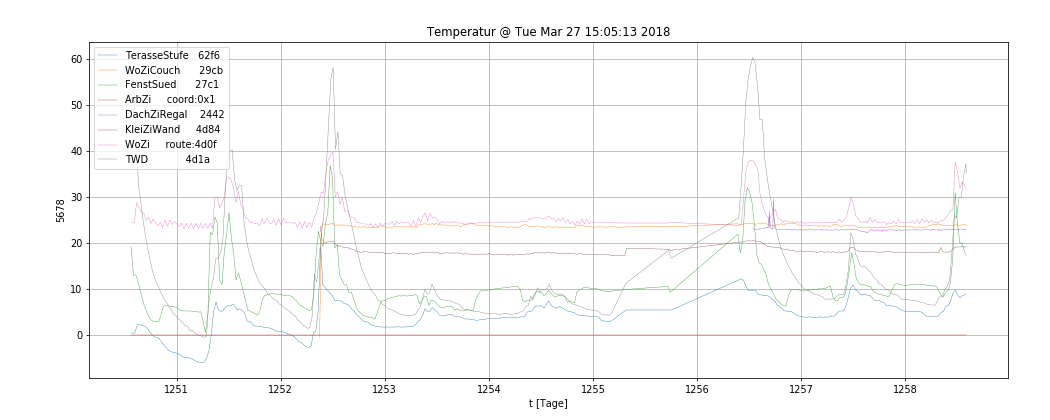 Temperatur @ Tue Mar 27 15:05:13 2018
60
50
40
30
20
10
0
5678
TerasseStufe 62f6
WoZiCouch 29cb
FenstSued 27c1
ArbZi coord:0x1
DachZiRegal 2442
KleiZiWand 4d84
WoZi route:4d0f
TWD 4d1a
1251 1252 1253 1254 1255 1256 1257 1258
t [Tage]